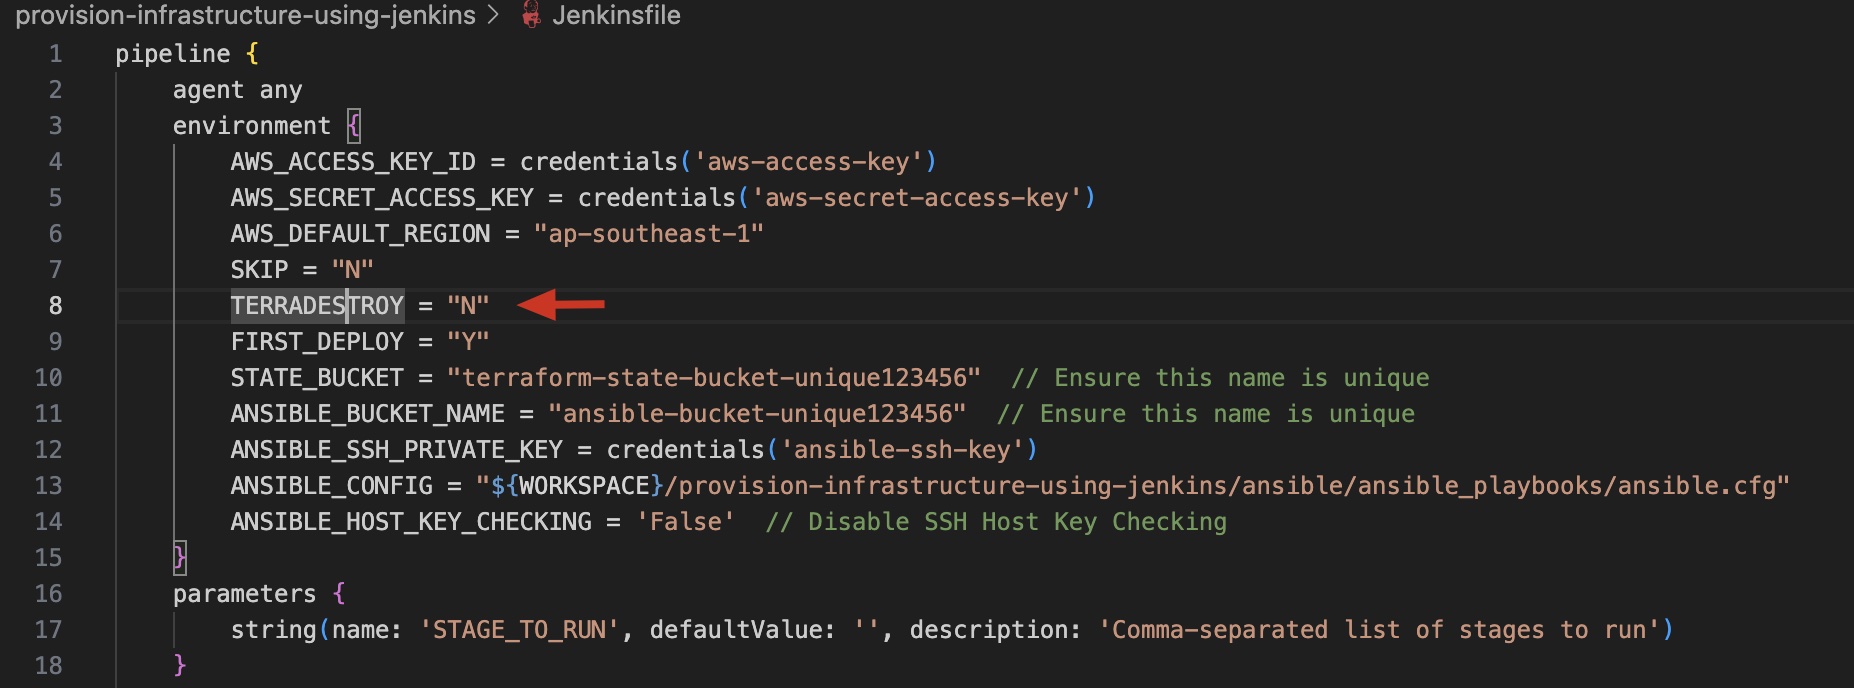 provision-infrastructure-using-jenkins > Jenkinsfile
1 pipeline {
2 agent any
3 environment {
4 AWS_ACCESS_KEY_ID = credentials('aws-access-key')
5 AWS_SECRET_ACCESS_KEY = credentials('aws-secret-access-key')
6 AWS_DEFAULT_REGION = "ap-southeast-1"
7 SKIP = "N"
8 TERRADESTROY = "N"
9 FIRST_DEPLOY = "Y"
10 STATE_BUCKET = "terraform-state-bucket-unique123456"  // Ensure this name is unique
11 ANSIBLE_BUCKET_NAME = "ansible-bucket-unique123456"  // Ensure this name is unique
12 ANSIBLE_SSH_PRIVATE_KEY = credentials('ansible-ssh-key')
13 ANSIBLE_CONFIG = "${WORKSPACE}/provision-infrastructure-using-jenkins/ansible/ansible_playbooks/ansible.cfg"
14 ANSIBLE_HOST_KEY_CHECKING = 'False'  // Disable SSH Host Key Checking
15 }
16 parameters {
17 string(name: 'STAGE_TO_RUN', defaultValue: '', description: 'Comma-separated list of stages to run')
18 }